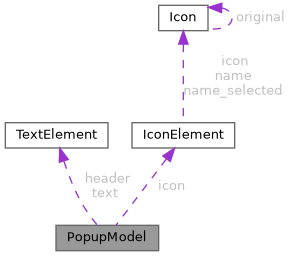 Icon
original
icon
name
name_selected
TextElement
IconElement
header
text
icon
PopupModel